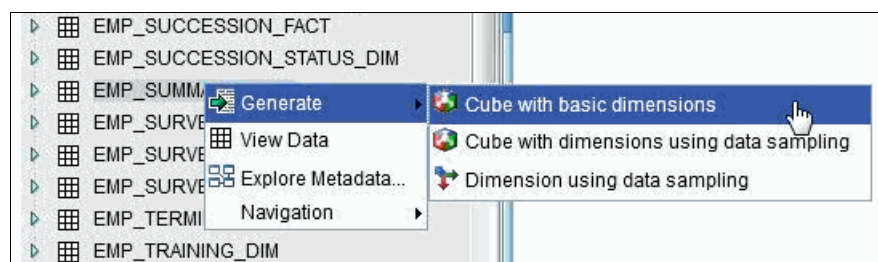 EMP_SUCCESSION_FACT
EMP_SUCCESSION_STATUS_DIM
EMP_SUMM
Generate
Cube with basic dimensions
EMP_SURVE
View Data
Cube with dimensions using data sampling
EMP_SURVE
EMP_SURVE
Explore Metadata...
Dimension using data sampling
EMP_TERMI
Navigation
EMP_TRAINING_DIM